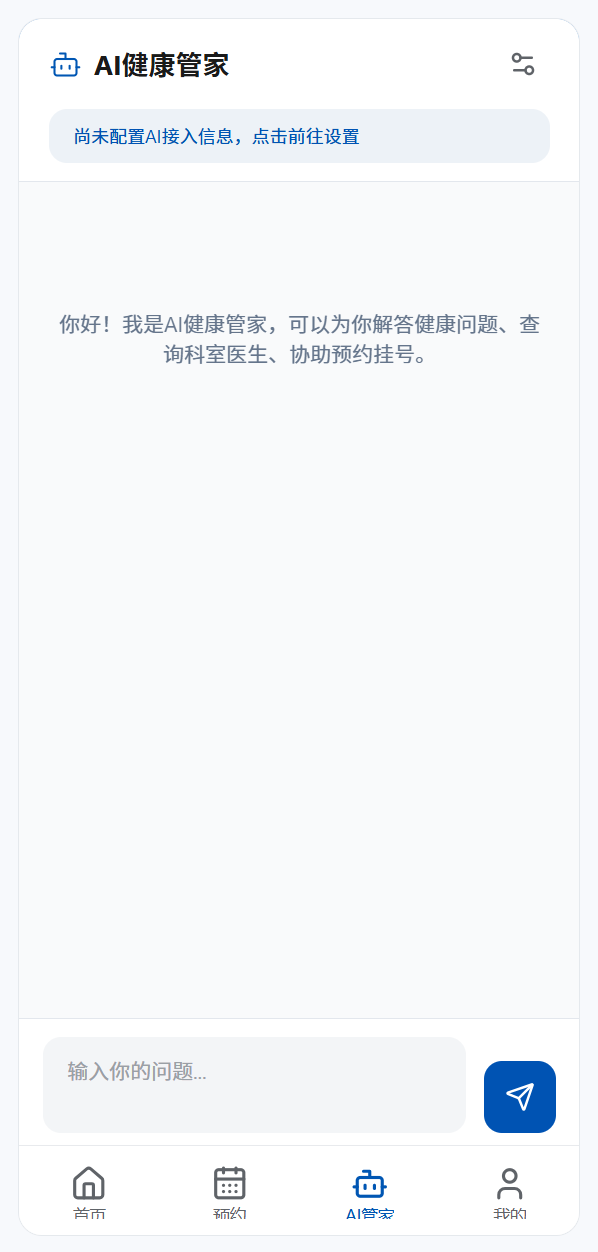 AI健康管家
尚未配置AI接入信息，点击前往设置
你好！我是AI健康管家，可以为你解答健康问题、查
询科室医生、协助预约挂号。
输入你的问题...
首页
预约
AI管家
我的